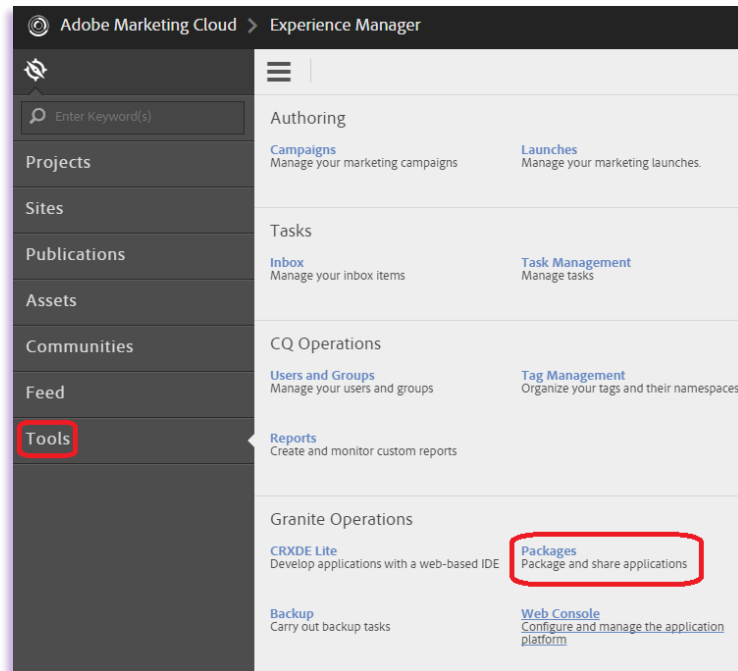 Adobe Marketing Cloud > Experience Manager
Enter Keyword(s)
Projects
Sites
Publications
Assets
Communities
Feed
Tools
Authoring
Campaigns
Manage your marketing campaigns
Launches
Manage your marketing launches.
Tasks
Inbox
Manage your inbox items
Task Management
Manage tasks
CQ Operations
Users and Groups
Manage your users and groups
Tag Management
Organize your tags and their namespaces
Reports
Create and monitor custom reports
Granite Operations
CRXDE Lite
Develop applications with a web-based IDE
Packages
Package and share applications
Backup
Carry out backup tasks
Web Console
Configure and manage the application
platform